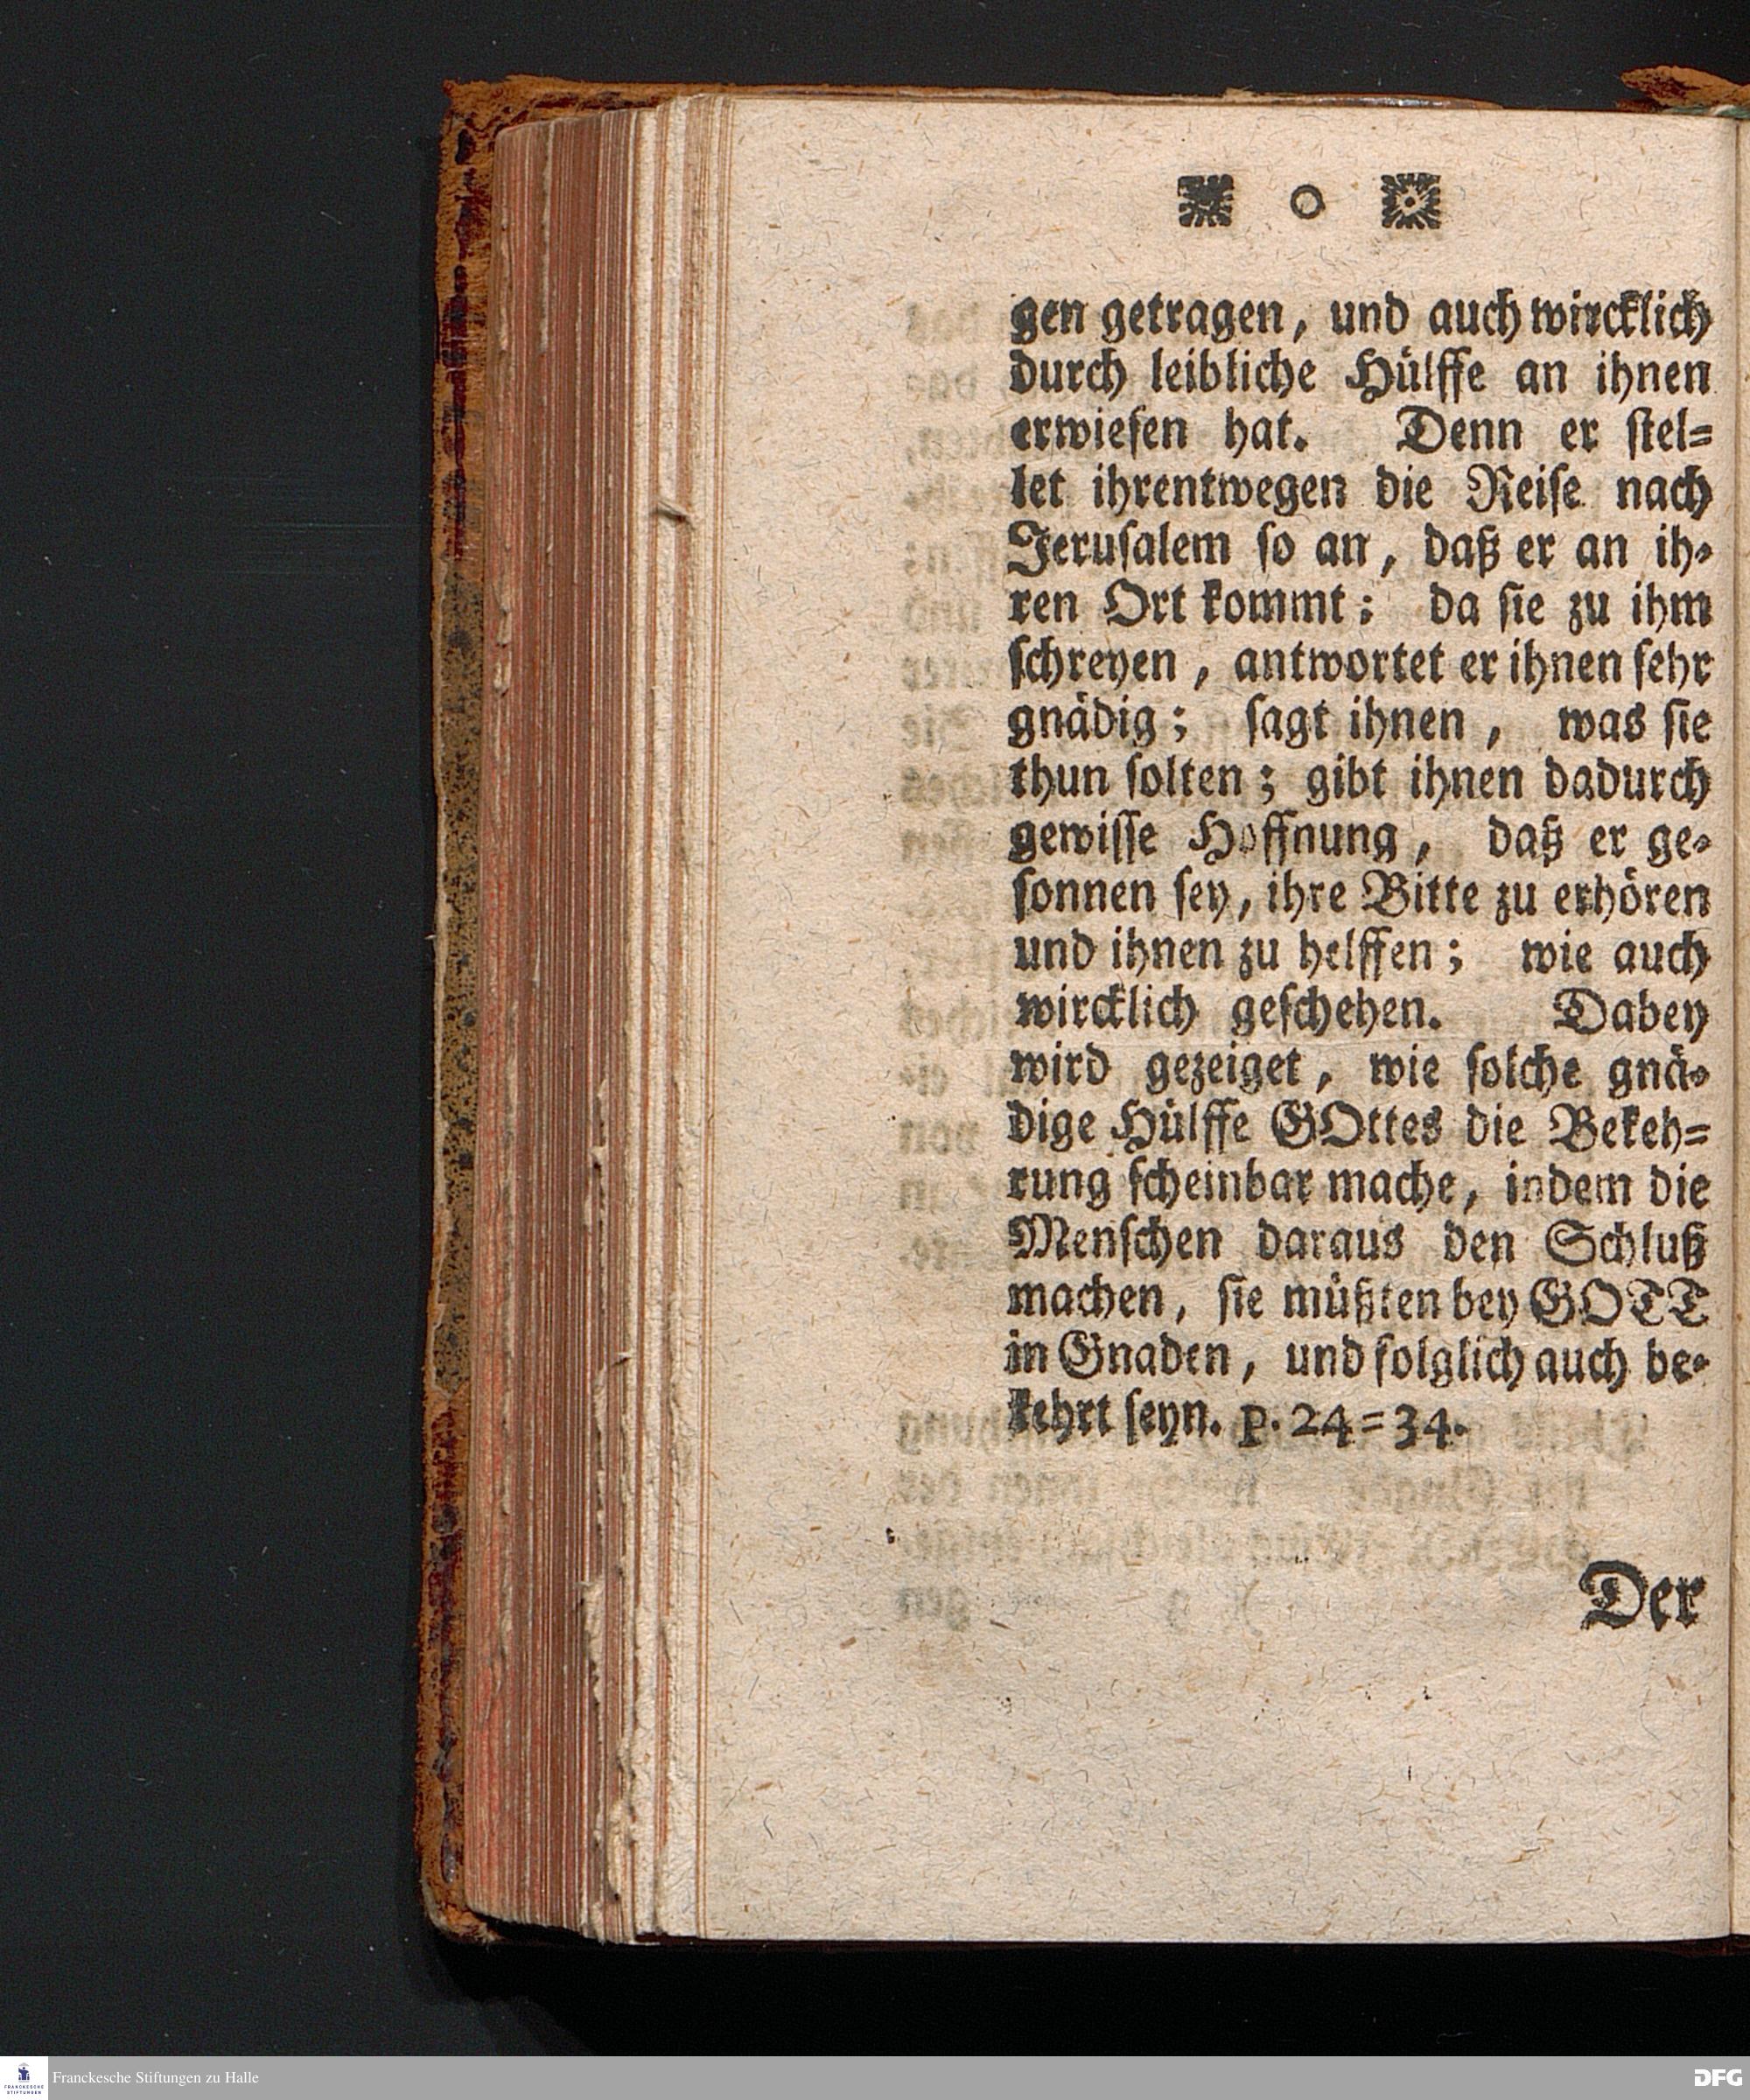 o
gen getragen, und auch wircklich
durch leibliche Hülffe an ihnen
erwiesen hat. Denn er stel=
let ihrentwegen die Reise nach
Jerusalem so an, daß er an ih=
ren Ort kommt; da sie zu ihm
schreyen, antwortet er ihnen sehr
gnädig; sagt ihnen, was sie
thun solten; gibt ihnen dadurch
gewisse Hoffnung, daß er ge=
sonnen sey, ihre Bitte zu erhören
und ihnen zu helffen; wie auch
wircklich geschehen. Dabey
wird gezeiget, wie solche gnä=
dige Hülffe GOttes die Bekeh=
rung scheinbar mache, indem die
Menschen daraus den Schluß
machen, sie müßten bey GOTT
in Gnaden, und folglich auch be=
kehrt seyn. p. 24=34.
Der
FRANCKESCHE STIFTUNGEN
Franckesche Stiftungen zu Halle
DFG